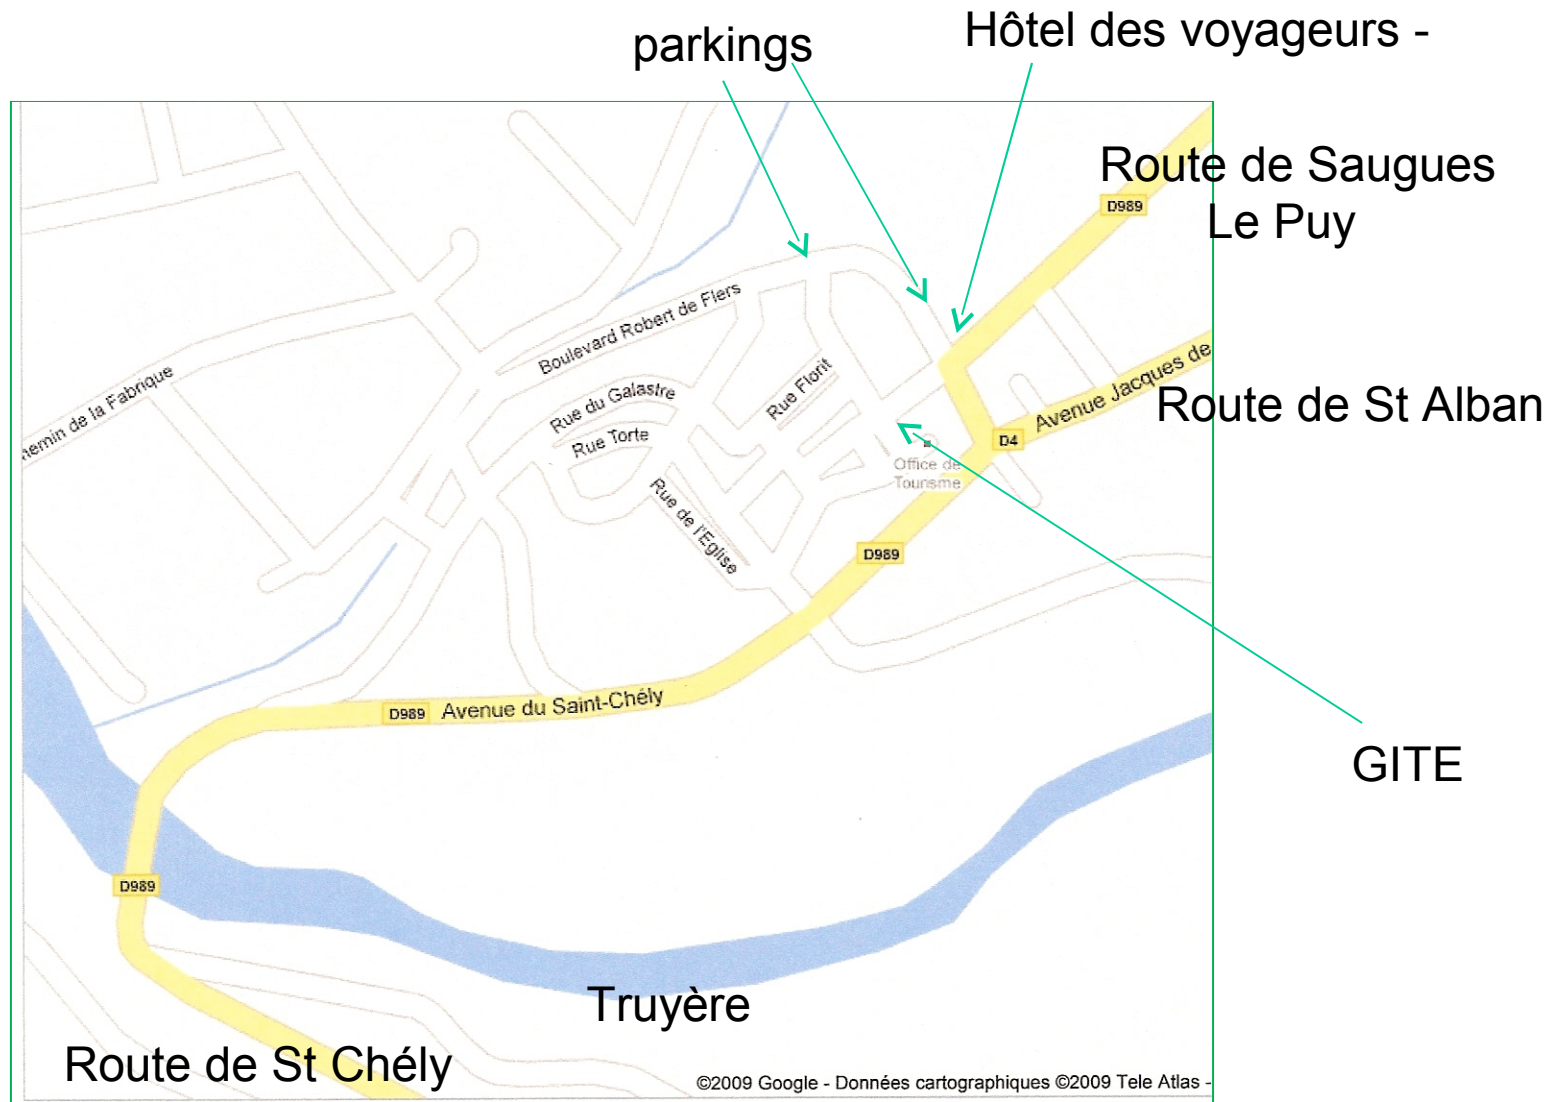 parkings
Hôtel des voyageurs -
Route de Saugues
Le Puy
D989
Boulevard Robert de Flers
hemin de la Fabrique
Rue du Galastre
Rue Torte
Rue Florit
Avenue Jacques de
Route de St Alban
D4
Office de
Tourisme
Rue de l'Eglise
D989
D989
Avenue du Saint-Chély
GITE
D989
Truyère
Route de St Chély
©2009 Google - Données cartographiques ©2009 Tele Atlas -